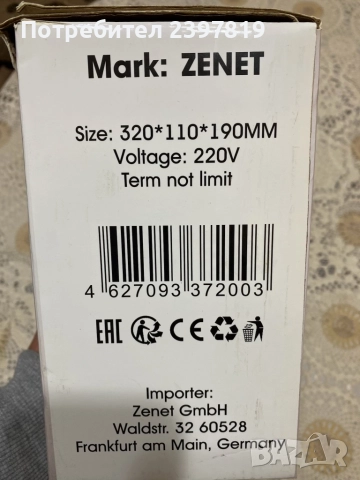 Потребител 2397819
Mark: ZENET
Size: 320*110*190MM
Voltage: 220V
Term not limit
4 627093 372003
EAC
CE
Importer:
Zenet GmbH
Waldstr. 32 60528
Frankfurt am Main, Germany
BAZAR